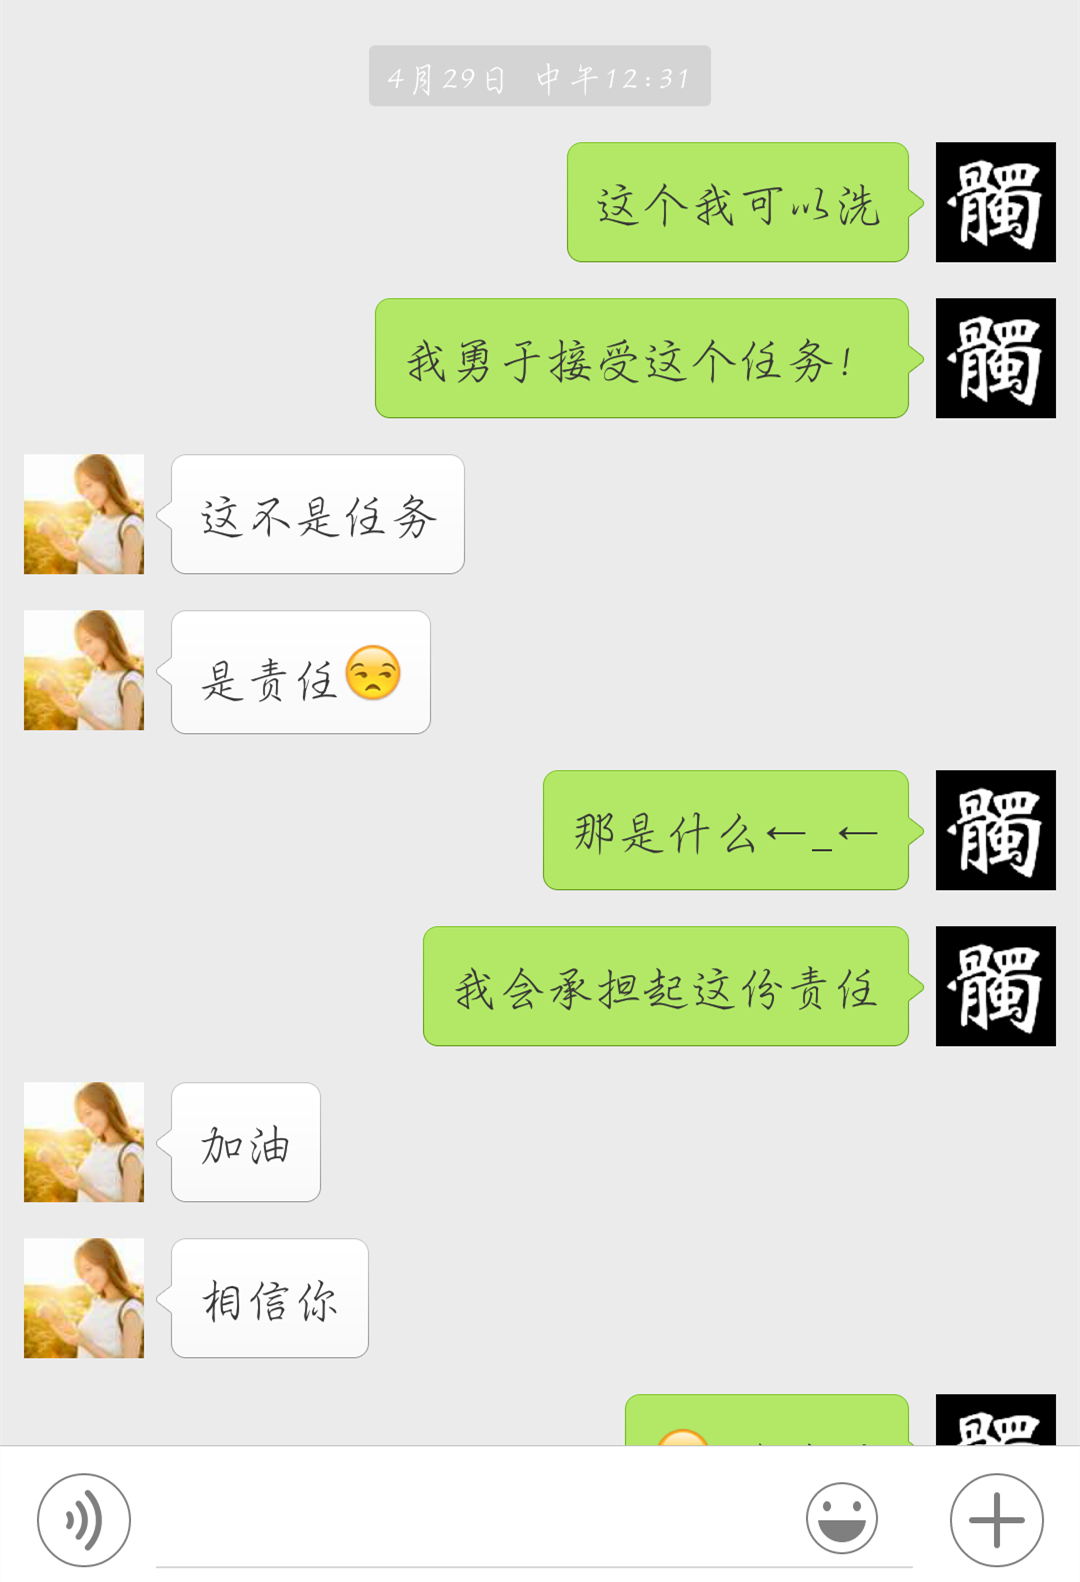 4月29日 中午12:31
这个我可以洗
髑
我勇于接受这个任务!
髑
这不是任务
是责任😒
那是什么←_←
髑
我会承担起这份责任
髑
加油
相信你